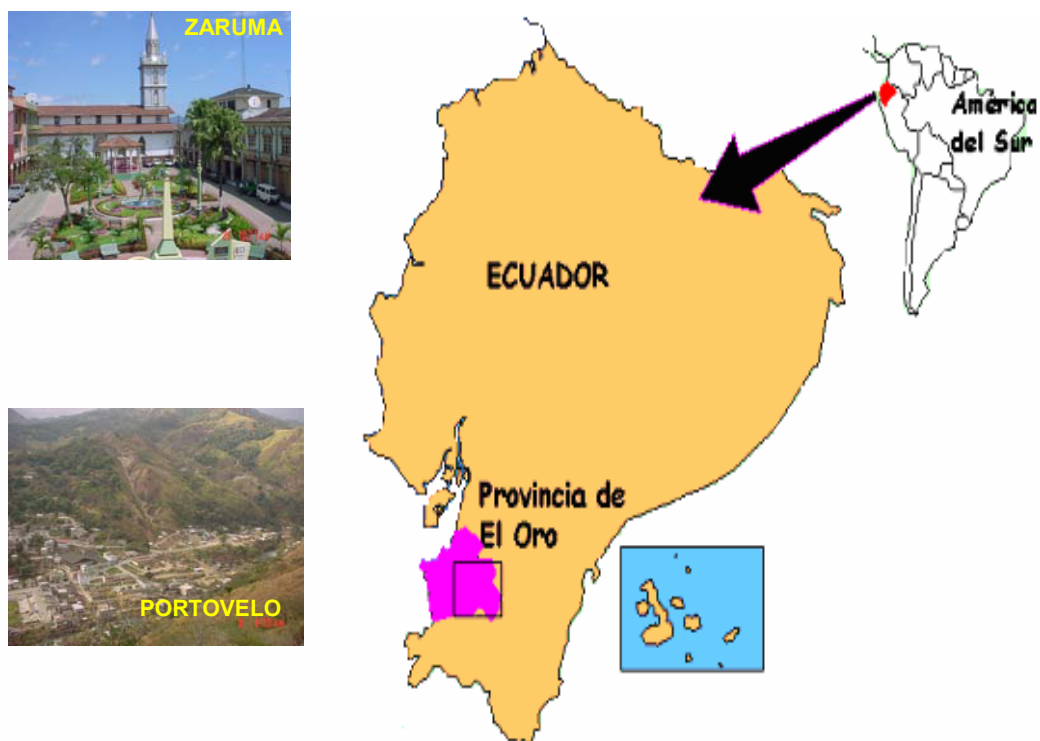 ZARUMA
América
del Sur
ECUADOR
Provincia de
El Oro
PORTOVELO